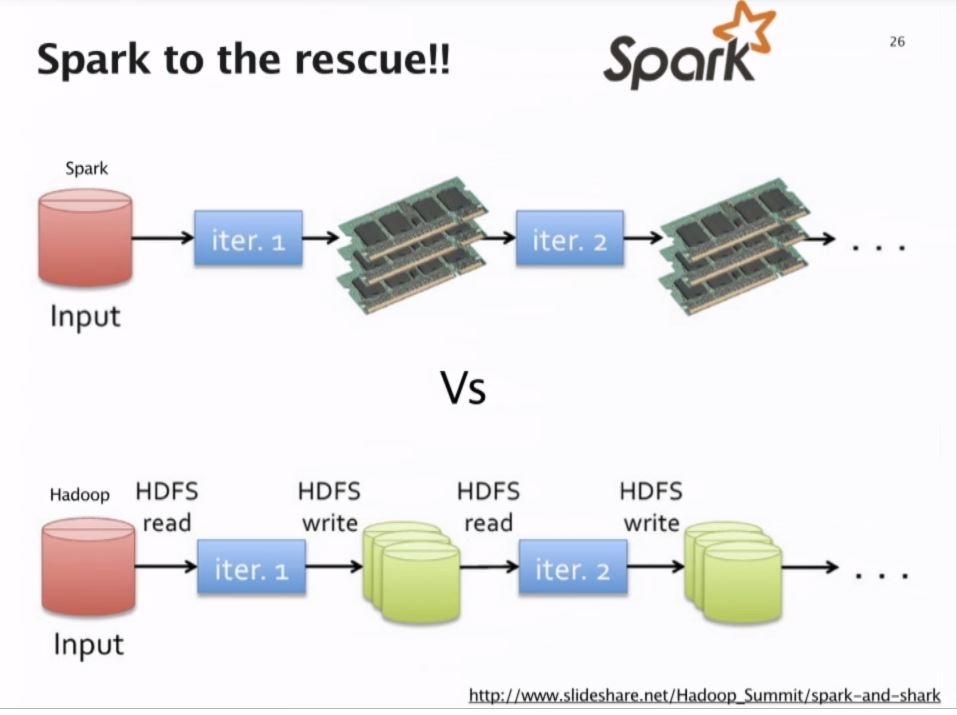 Spark to the rescue!!
Spark
26
Spark
iter. 1
iter. 2
. . .
Input
Vs
Hadoop
HDFS
read
HDFS
write
HDFS
read
HDFS
write
iter. 1
iter. 2
. . .
Input
http://www.slideshare.net/Hadoop_Summit/spark-and-shark